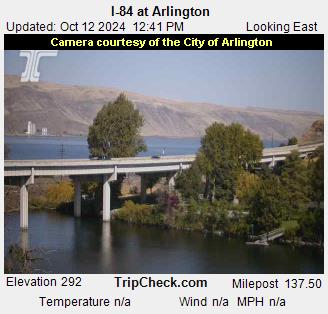 I-84 at Arlington
Updated: Oct 12 2024 12:41 PM Looking East
Camera courtesy of the City of Arlington
Elevation 292 TripCheck.com Milepost 137.50
Temperature n/a Wind n/a MPH n/a